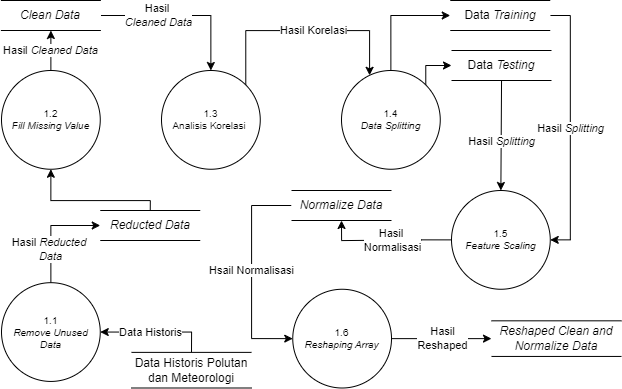 Clean Data
Hasil
Cleaned Data
Hasil Korelasi
Data Training
Hasil Cleaned Data
Data Testing
1.2
Fill Missing Value
1.3
Analisis Korelasi
1.4
Data Splitting
Hasil Splitting
Hasil Splitting
Normalize Data
Reducted Data
Hasil Reducted
Data
Hasil
Normalisasi
1.5
Feature Scaling
Hsail Normalisasi
1.1
Remove Unused
Data
Data Historis
1.6
Reshaping Array
Hasil
Reshaped
Reshaped Clean and
Normalize Data
Data Historis Polutan
dan Meteorologi